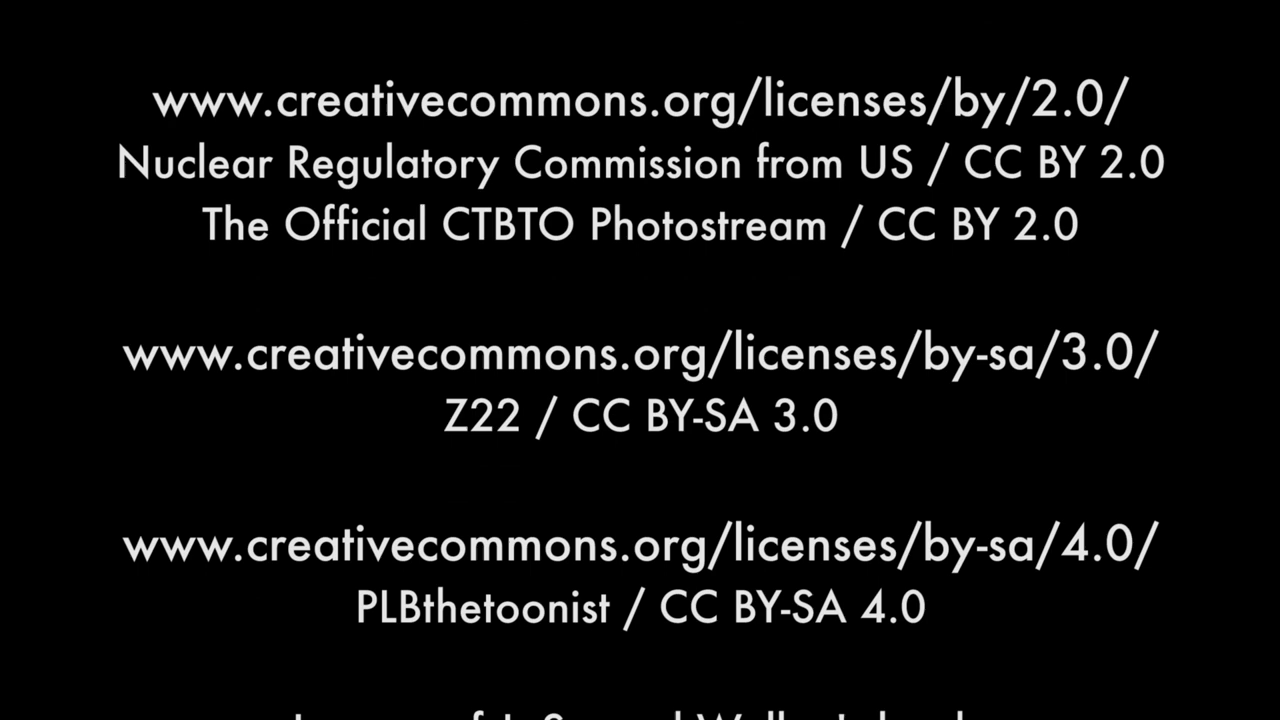 www.creativecommons.org/licenses/by/2.0/
Nuclear Regulatory Commission from US / CC BY 2.0
The Official CTBTO Photostream / CC BY 2.0
www.creativecommons.org/licenses/by-sa/3.0/
Z22 / CC BY-SA 3.0
www.creativecommons.org/licenses/by-sa/4.0/
PLBthetoonist / CC BY-SA 4.0